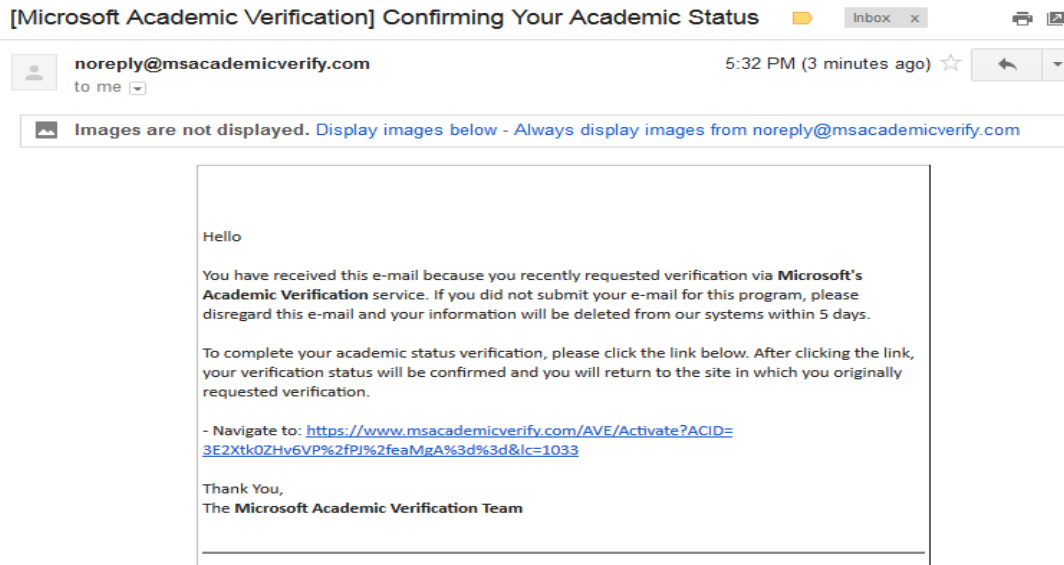 [Microsoft Academic Verification] Confirming Your Academic Status Inbox x
noreply@msacademicverify.com 5:32 PM (3 minutes ago)
to me
Images are not displayed. Display images below - Always display images from noreply@msacademicverify.com
Hello
You have received this e-mail because you recently requested verification via Microsoft's
Academic Verification service. If you did not submit your e-mail for this program, please
disregard this e-mail and your information will be deleted from our systems within 5 days.
To complete your academic status verification, please click the link below. After clicking the link,
your verification status will be confirmed and you will return to the site in which you originally
requested verification.
- Navigate to: https://www.msacademicverify.com/AVE/Activate?ACID=
3E2Xtk0ZHv6VP%2fPJ%2feaMgA%3d%3d&lc=1033
Thank You,
The Microsoft Academic Verification Team